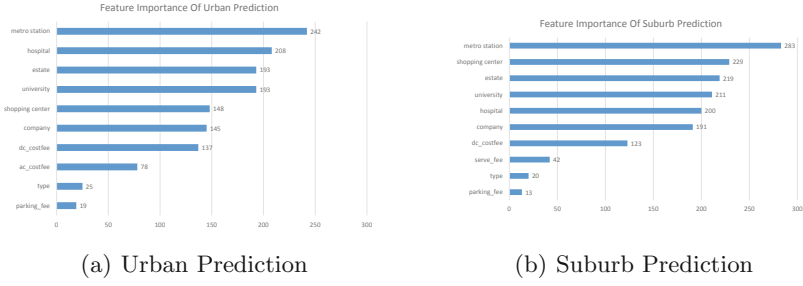 Feature Importance Of Urban Prediction
metro station 242
hospital 208
estate 193
university 193
shopping center 148
company 145
dc_costfee 137
ac_costfee 78
type 25
parking_fee 19
0 50 100 150 200 250 300
(a) Urban Prediction
Feature Importance Of Suburb Prediction
metro station 283
shopping center 229
estate 219
university 211
hospital 200
company 191
dc_costfee 123
serve_fee 42
type 20
parking_fee 13
0 50 100 150 200 250 300
(b) Suburb Prediction